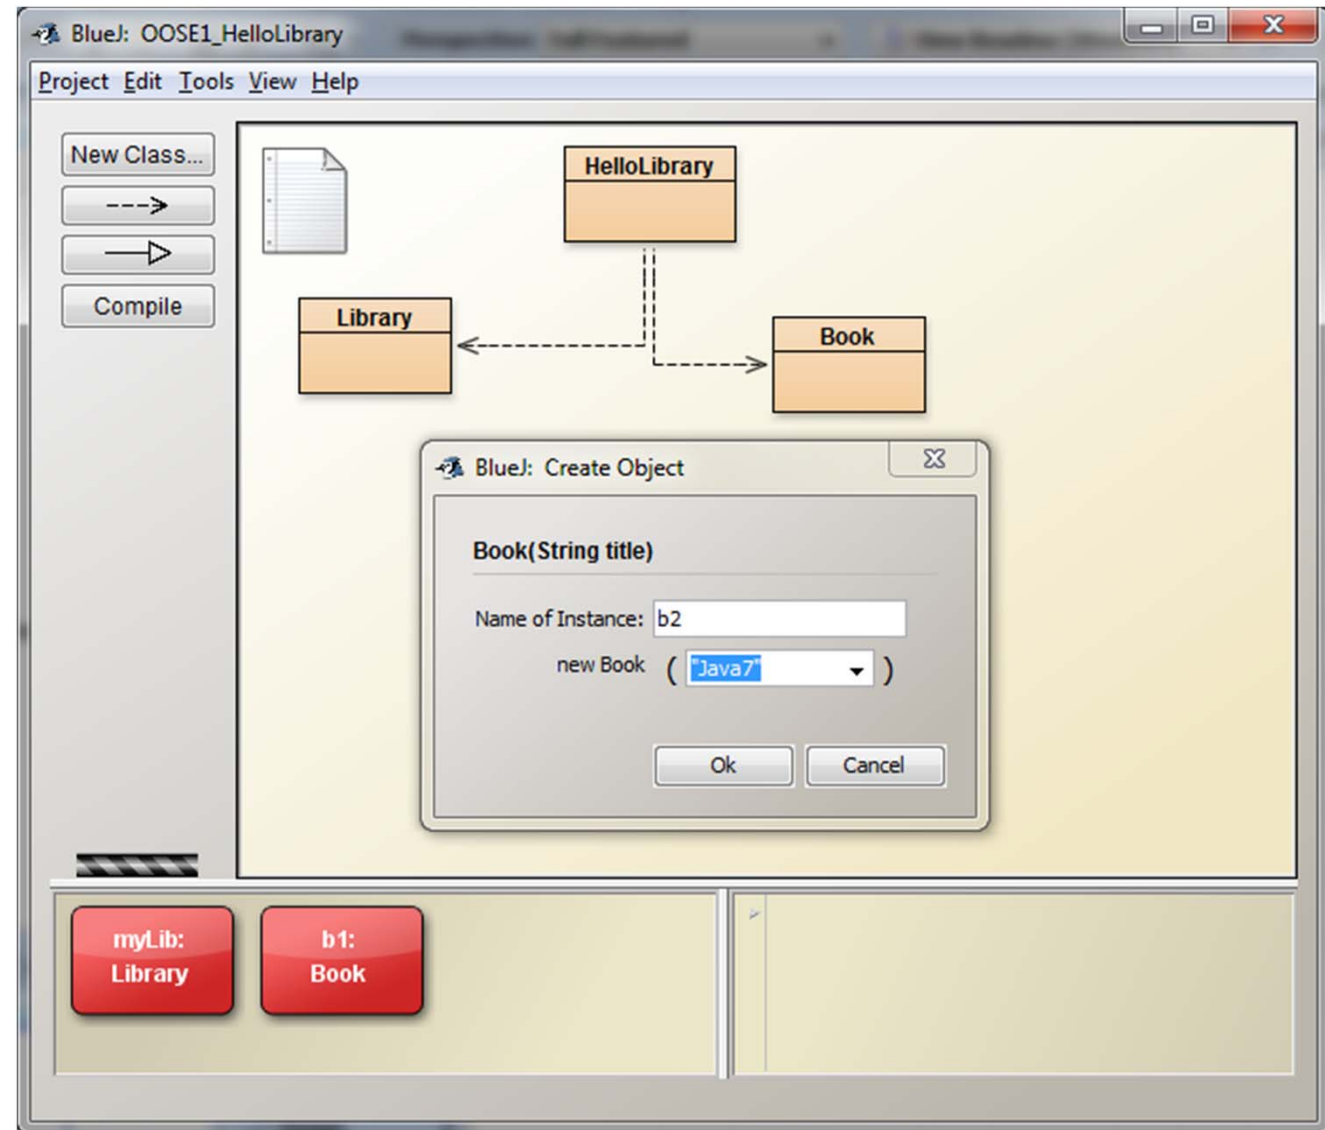 BlueJ: OOSE1_HelloLibrary
Project Edit Tools View Help
New Class...
Compile
HelloLibrary
Library
Book
BlueJ: Create Object
Book(String title)
Name of Instance: b2
new Book ( "Java7" )
Ok Cancel
myLib:
Library
b1:
Book